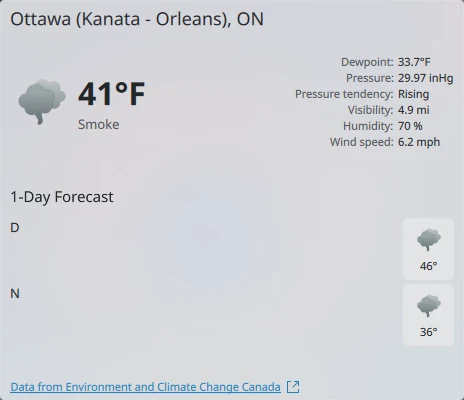 Ottawa (Kanata - Orleans), ON
41°F
Smoke
Dewpoint: 33.7°F
Pressure: 29.97 inHg
Pressure tendency: Rising
Visibility: 4.9 mi
Humidity: 70 %
Wind speed: 6.2 mph
1-Day Forecast
D
46°
N
36°
Data from Environment and Climate Change Canada